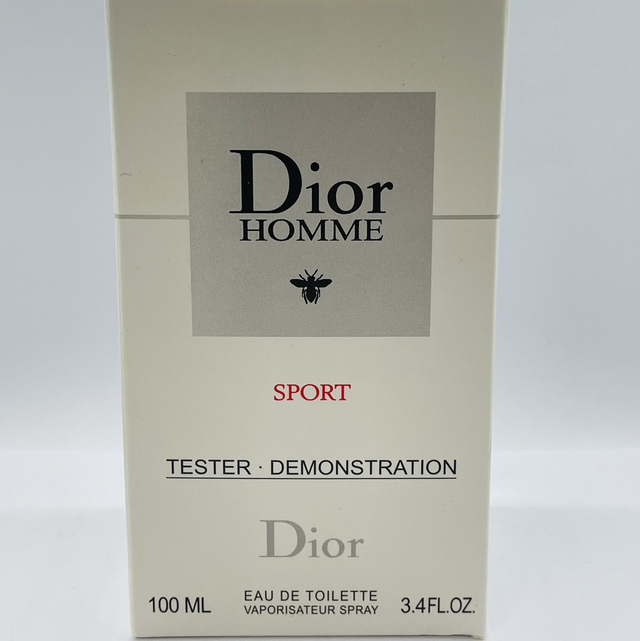 Dior
HOMME
SPORT
TESTER · DEMONSTRATION
Dior
100 ML
EAU DE TOILETTE
VAPORISATEUR SPRAY
3.4FL.OZ.